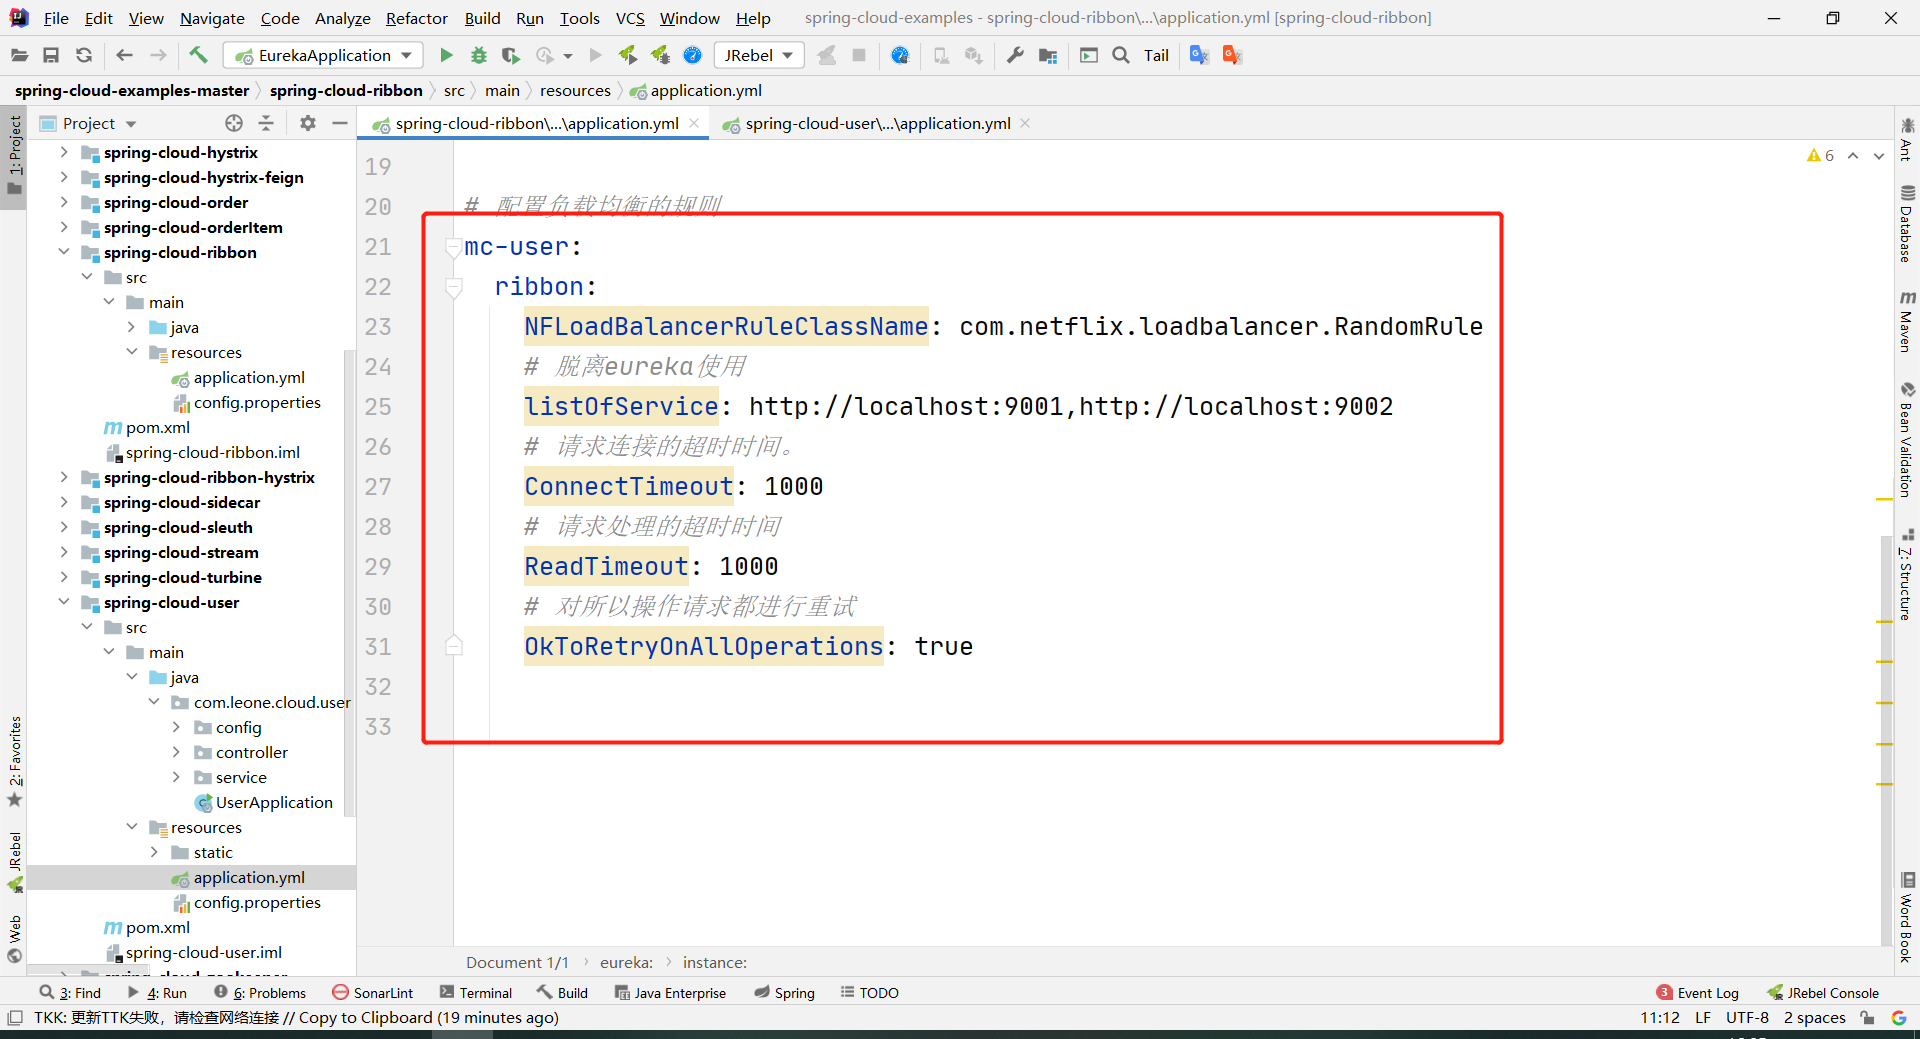 File Edit View Navigate Code Analyze Refactor Build Run Tools VCS Window Help spring-cloud-examples - spring-cloud-ribbon\...\application.yml [spring-cloud-ribbon]
EurekaApplication JRebel Tail
spring-cloud-examples-master spring-cloud-ribbon src main resources application.yml
Project
spring-cloud-ribbon\...\application.yml
spring-cloud-user\...\application.yml
1: Project
2: Favorites
JRebel
Web
spring-cloud-hystrix
spring-cloud-hystrix-feign
spring-cloud-order
spring-cloud-orderItem
spring-cloud-ribbon
src
main
java
resources
application.yml
config.properties
pom.xml
spring-cloud-ribbon.iml
spring-cloud-ribbon-hystrix
spring-cloud-sidecar
spring-cloud-sleuth
spring-cloud-stream
spring-cloud-turbine
spring-cloud-user
src
main
java
com.leone.cloud.user
config
controller
service
UserApplication
resources
static
application.yml
config.properties
pom.xml
spring-cloud-user.iml
6
19
20 # 配置负载均衡的规则
21 mc-user:
22 ribbon:
23 NFLoadBalancerRuleClassName: com.netflix.loadbalancer.RandomRule
24 # 脱离eureka使用
25 listOfService: http://localhost:9001,http://localhost:9002
26 # 请求连接的超时时间。
27 ConnectTimeout: 1000
28 # 请求处理的超时时间
29 ReadTimeout: 1000
30 # 对所以操作请求都进行重试
31 OkToRetryOnAllOperations: true
32
33
Ant
Database
Maven
Bean Validation
7: Structure
Word Book
Document 1/1 eureka: instance:
3: Find 4: Run 6: Problems SonarLint Terminal Build Java Enterprise Spring TODO 3 Event Log JRebel Console
TKK: 更新TTK失败，请检查网络连接 // Copy to Clipboard (19 minutes ago) 11:12 LF UTF-8 2 spaces